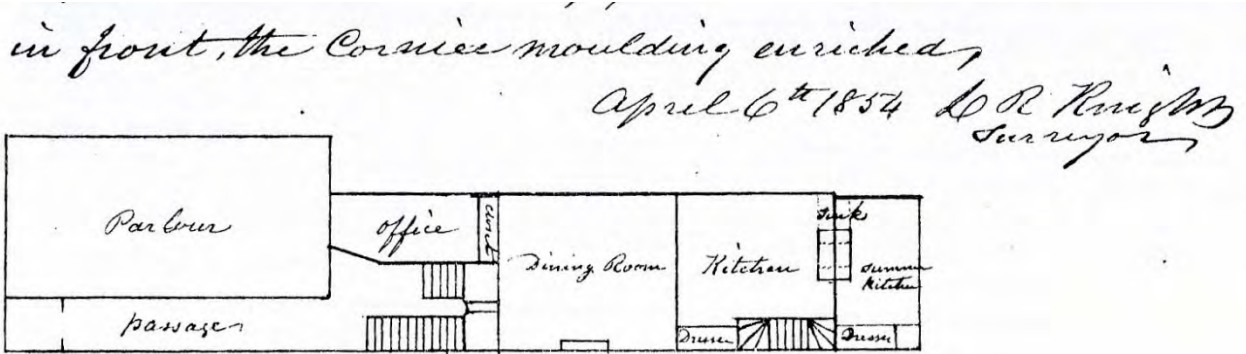 in front, the Cornice moulding enriched,
April 6th 1854 L R Knight
Surveyor
Parlour
office
Dining Room
Kitchen
sink
summer
kitchen
passage
Dresser
Dresser